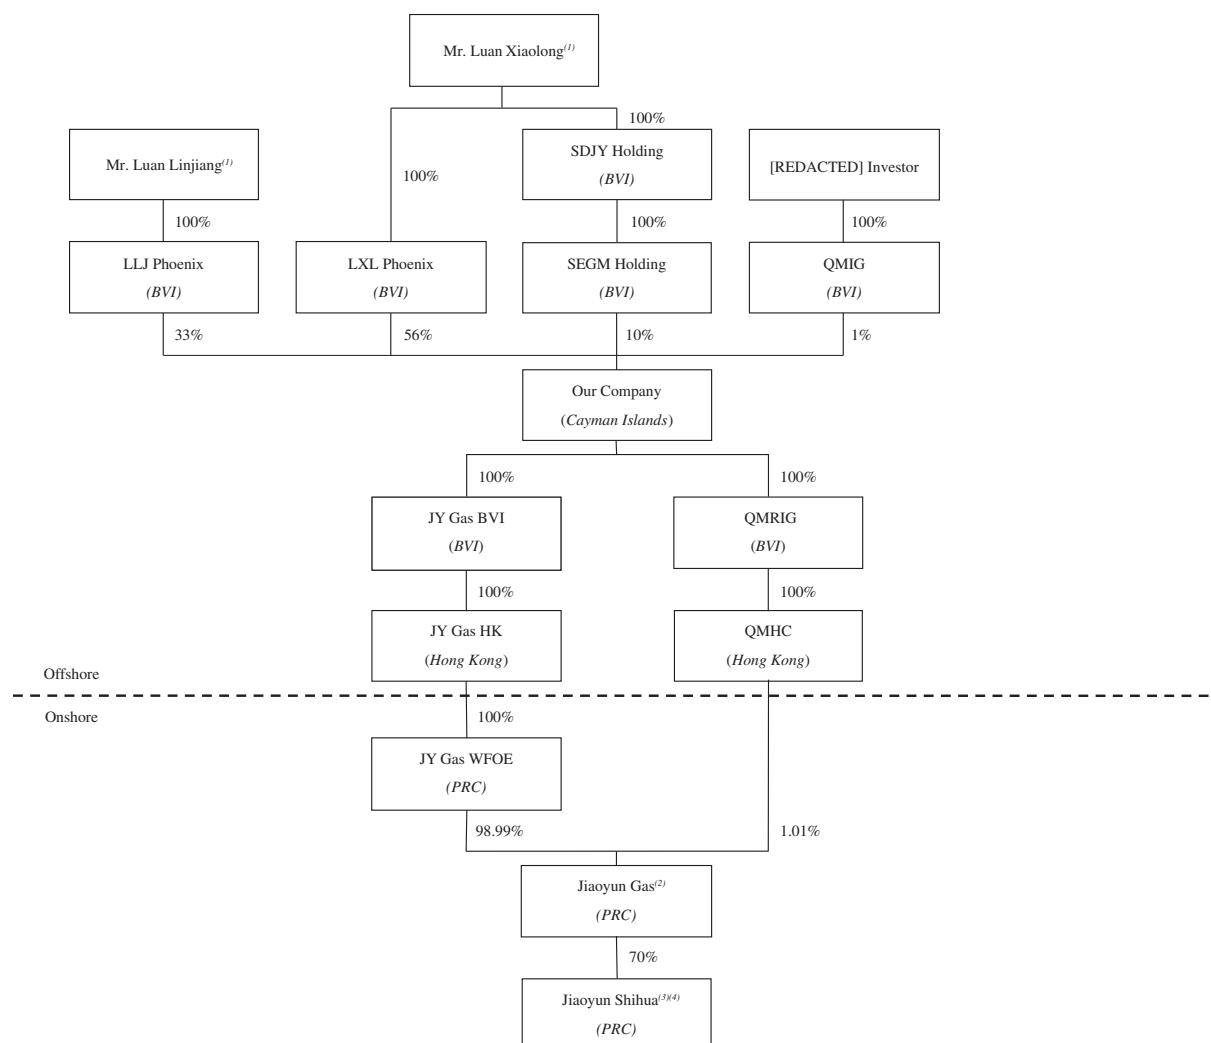 Mr. Luan Xiaolong(1)
100%
Mr. Luan Linjiang(1)
SDJY Holding
(BVI)
[REDACTED] Investor
100%
100%
100%
100%
LLJ Phoenix
(BVI)
LXL Phoenix
(BVI)
SEGM Holding
(BVI)
QMIG
(BVI)
33%
56%
10%
1%
Our Company
(Cayman Islands)
100%
100%
JY Gas BVI
(BVI)
QMRIG
(BVI)
100%
100%
JY Gas HK
(Hong Kong)
QMHC
(Hong Kong)
Offshore
Onshore
100%
JY Gas WFOE
(PRC)
98.99%
1.01%
Jiaoyun Gas(2)
(PRC)
70%
Jiaoyun Shihua(3)(4)
(PRC)